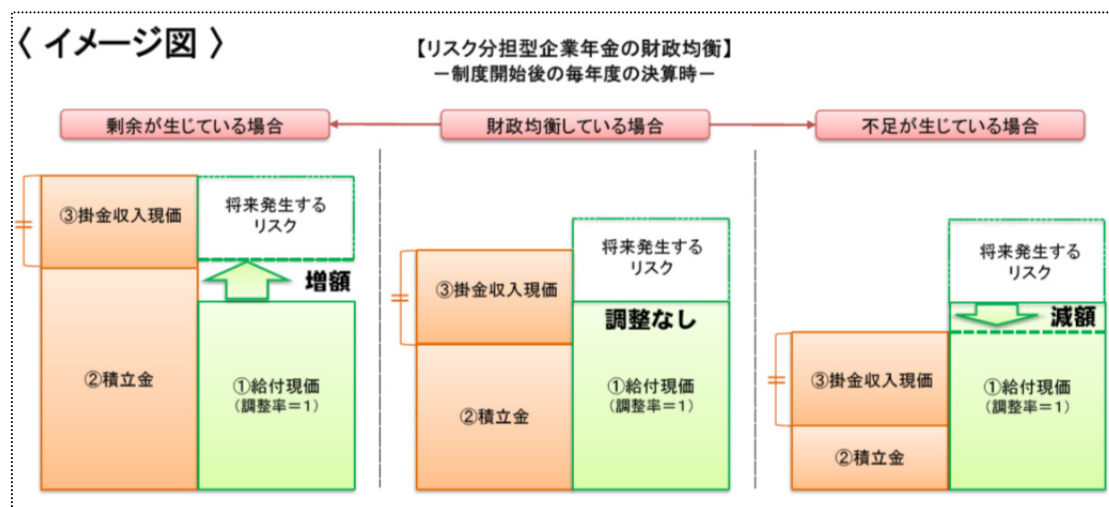 〈 イメージ図 〉
【リスク分担型企業年金の財政均衡】
－制度開始後の毎年度の決算時－
剰余が生じている場合
財政均衡している場合
不足が生じている場合
③掛金収入現価
将来発生する
リスク
増額
②積立金
①給付現価
（調整率＝1）
将来発生する
リスク
③掛金収入現価
調整なし
②積立金
①給付現価
（調整率＝1）
将来発生する
リスク
減額
③掛金収入現価
①給付現価
（調整率＝1）
②積立金